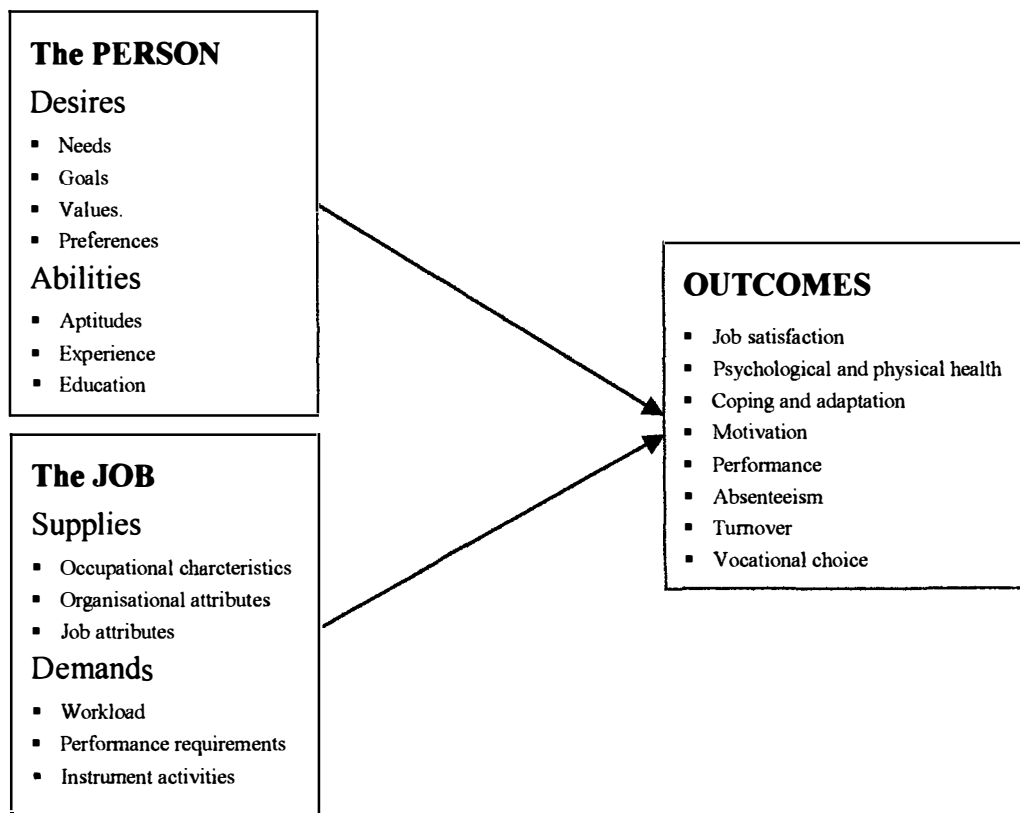 The PERSON
Desires
▪ Needs
▪ Goals
▪ Values.
▪ Preferences
Abilities
▪ Aptitudes
▪ Experience
▪ Education
The JOB
Supplies
▪ Occupational charcteristics
▪ Organisational attributes
▪ Job attributes
Demands
▪ Workload
▪ Performance requirements
▪ Instrument activities
OUTCOMES
▪ Job satisfaction
▪ Psychological and physical health
▪ Coping and adaptation
▪ Motivation
▪ Performance
▪ Absenteeism
▪ Turnover
▪ Vocational choice